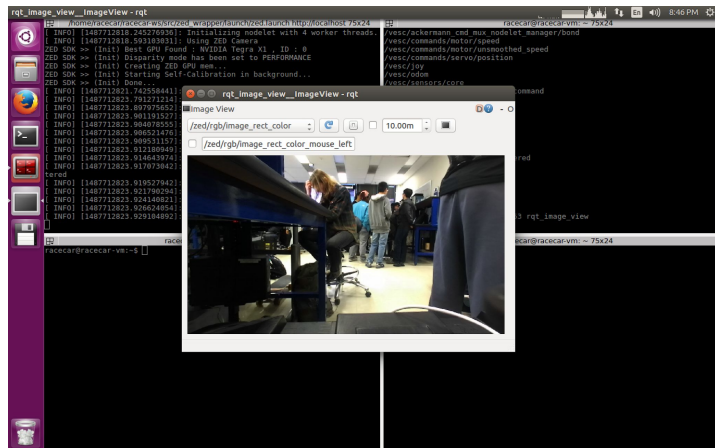 rqt_image_view__ImageView - rqt
En
8:46 PM
/home/racecar/racecar-ws/src/zed_wrapper/launch/zed.launch http://localhost 75x24
[ INFO] [1487712818.245276936]: Initializing nodelet with 4 worker threads.
[ INFO] [1487712818.593103031]: Using ZED Camera
ZED SDK >> (Init) Best GPU Found : NVIDIA Tegra X1 , ID : 0
ZED SDK >> (Init) Disparity mode has been set to PERFORMANCE
ZED SDK >> (Init) Creating ZED GPU mem...
ZED SDK >> (Init) Starting Self-Calibration in background...
ZED SDK >> (Init) Done...
[ INFO] [1487712821.742558441]:
[ INFO] [1487712823.791271214]:
[ INFO] [1487712823.897975652]:
[ INFO] [1487712823.901191527]:
[ INFO] [1487712823.904078555]:
[ INFO] [1487712823.906521476]:
[ INFO] [1487712823.909531157]:
[ INFO] [1487712823.912180949]:
[ INFO] [1487712823.914643974]:
[ INFO] [1487712823.917073042]:
tered
[ INFO] [1487712823.919527942]:
[ INFO] [1487712823.921790294]:
[ INFO] [1487712823.924140821]:
[ INFO] [1487712823.926624054]:
[ INFO] [1487712823.929104892]:
racecar@racecar-vm: ~ 75x24
/vesc/ackermann_cmd_mux_nodelet_manager/bond
/vesc/commands/motor/speed
/vesc/commands/motor/unsmoothed_speed
/vesc/commands/servo/position
/vesc/joy
/vesc/odom
/vesc/sensors/core
command
ered
rqt_image_view
rqt_image_view__ImageView - rqt
Image View
D
- O
/zed/rgb/image_rect_color
10.00m
/zed/rgb/image_rect_color_mouse_left
race
racecar@racecar-vm:~$
ecar@racecar-vm: ~ 75x24